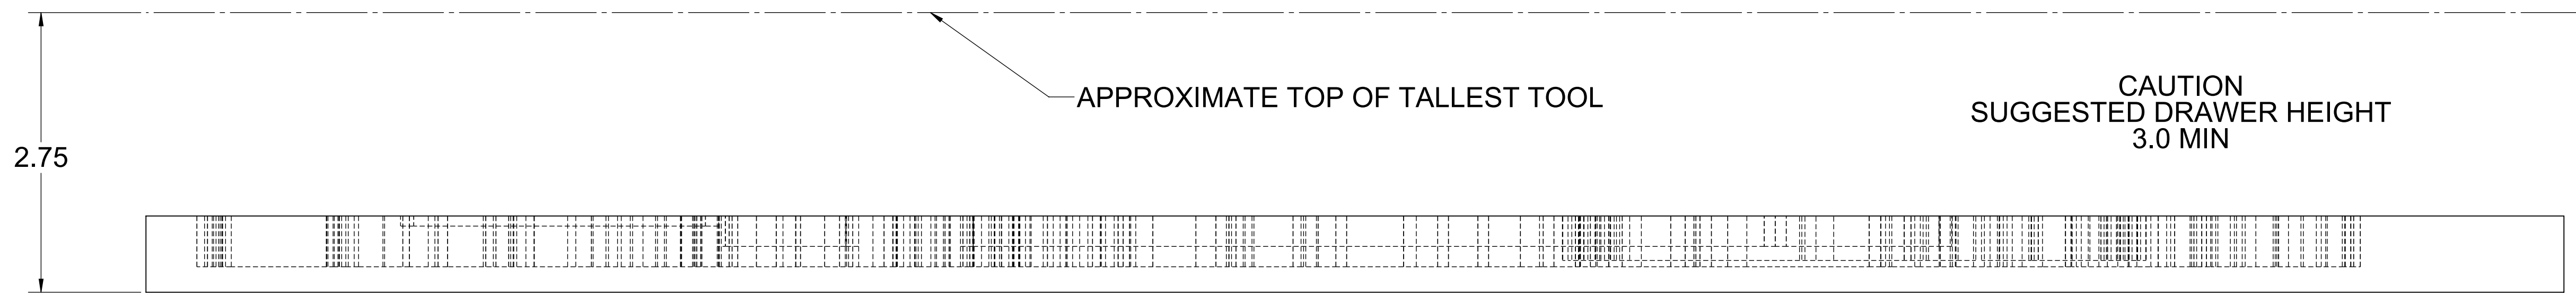 APPROXIMATE TOP OF TALLEST TOOL
CAUTION
SUGGESTED DRAWER HEIGHT
3.0 MIN
2.75